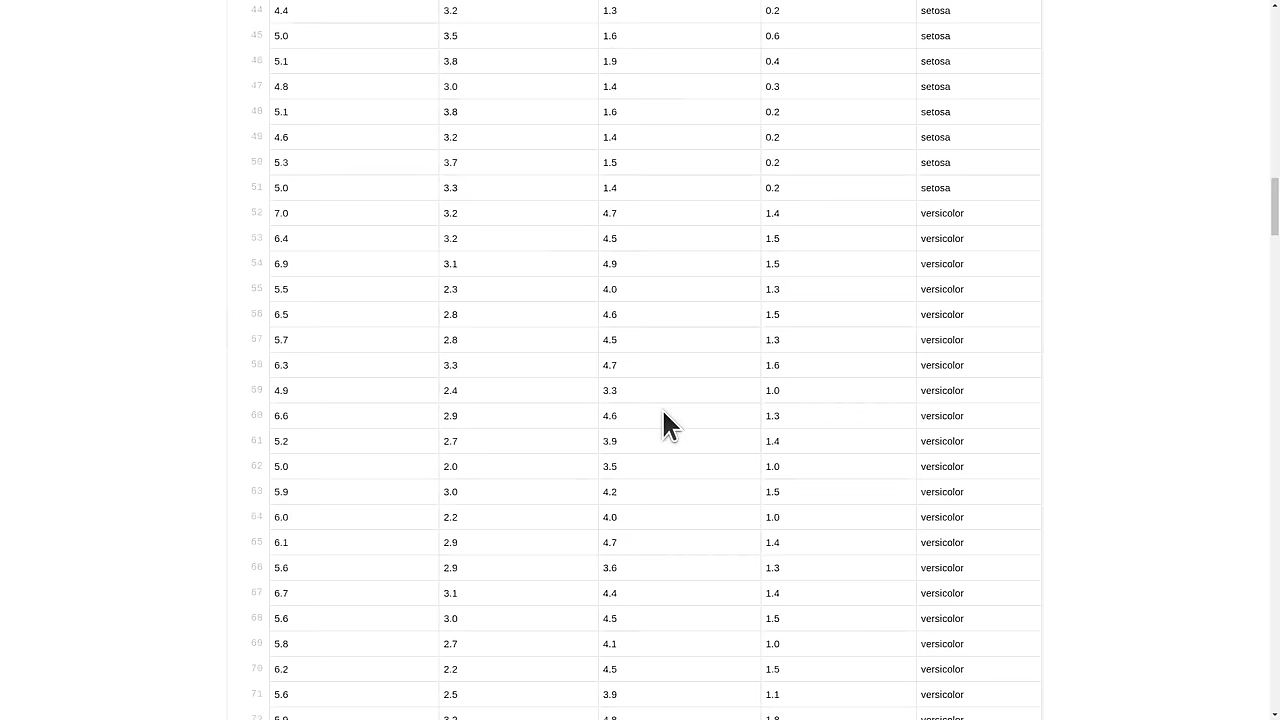 44 4.4 3.2 1.3 0.2 setosa
45 5.0 3.5 1.6 0.6 setosa
46 5.1 3.8 1.9 0.4 setosa
47 4.8 3.0 1.4 0.3 setosa
48 5.1 3.8 1.6 0.2 setosa
49 4.6 3.2 1.4 0.2 setosa
50 5.3 3.7 1.5 0.2 setosa
51 5.0 3.3 1.4 0.2 setosa
52 7.0 3.2 4.7 1.4 versicolor
53 6.4 3.2 4.5 1.5 versicolor
54 6.9 3.1 4.9 1.5 versicolor
55 5.5 2.3 4.0 1.3 versicolor
56 6.5 2.8 4.6 1.5 versicolor
57 5.7 2.8 4.5 1.3 versicolor
58 6.3 3.3 4.7 1.6 versicolor
59 4.9 2.4 3.3 1.0 versicolor
60 6.6 2.9 4.6 1.3 versicolor
61 5.2 2.7 3.9 1.4 versicolor
62 5.0 2.0 3.5 1.0 versicolor
63 5.9 3.0 4.2 1.5 versicolor
64 6.0 2.2 4.0 1.0 versicolor
65 6.1 2.9 4.7 1.4 versicolor
66 5.6 2.9 3.6 1.3 versicolor
67 6.7 3.1 4.4 1.4 versicolor
68 5.6 3.0 4.5 1.5 versicolor
69 5.8 2.7 4.1 1.0 versicolor
70 6.2 2.2 4.5 1.5 versicolor
71 5.6 2.5 3.9 1.1 versicolor
72 5.9 3.2 4.8 1.8 versicolor